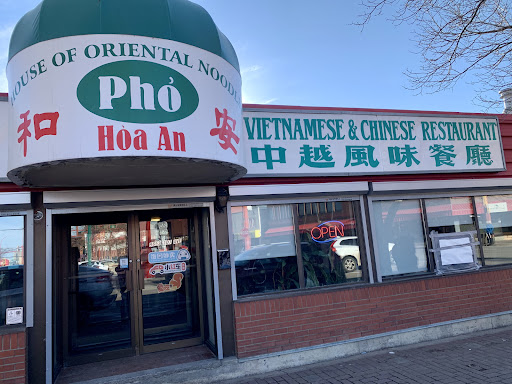 HOUSE OF ORIENTAL NOODLE
Phở
和 安
Hòa An
VIETNAMESE & CHINESE RESTAURANT
中越風味餐廳
OPEN